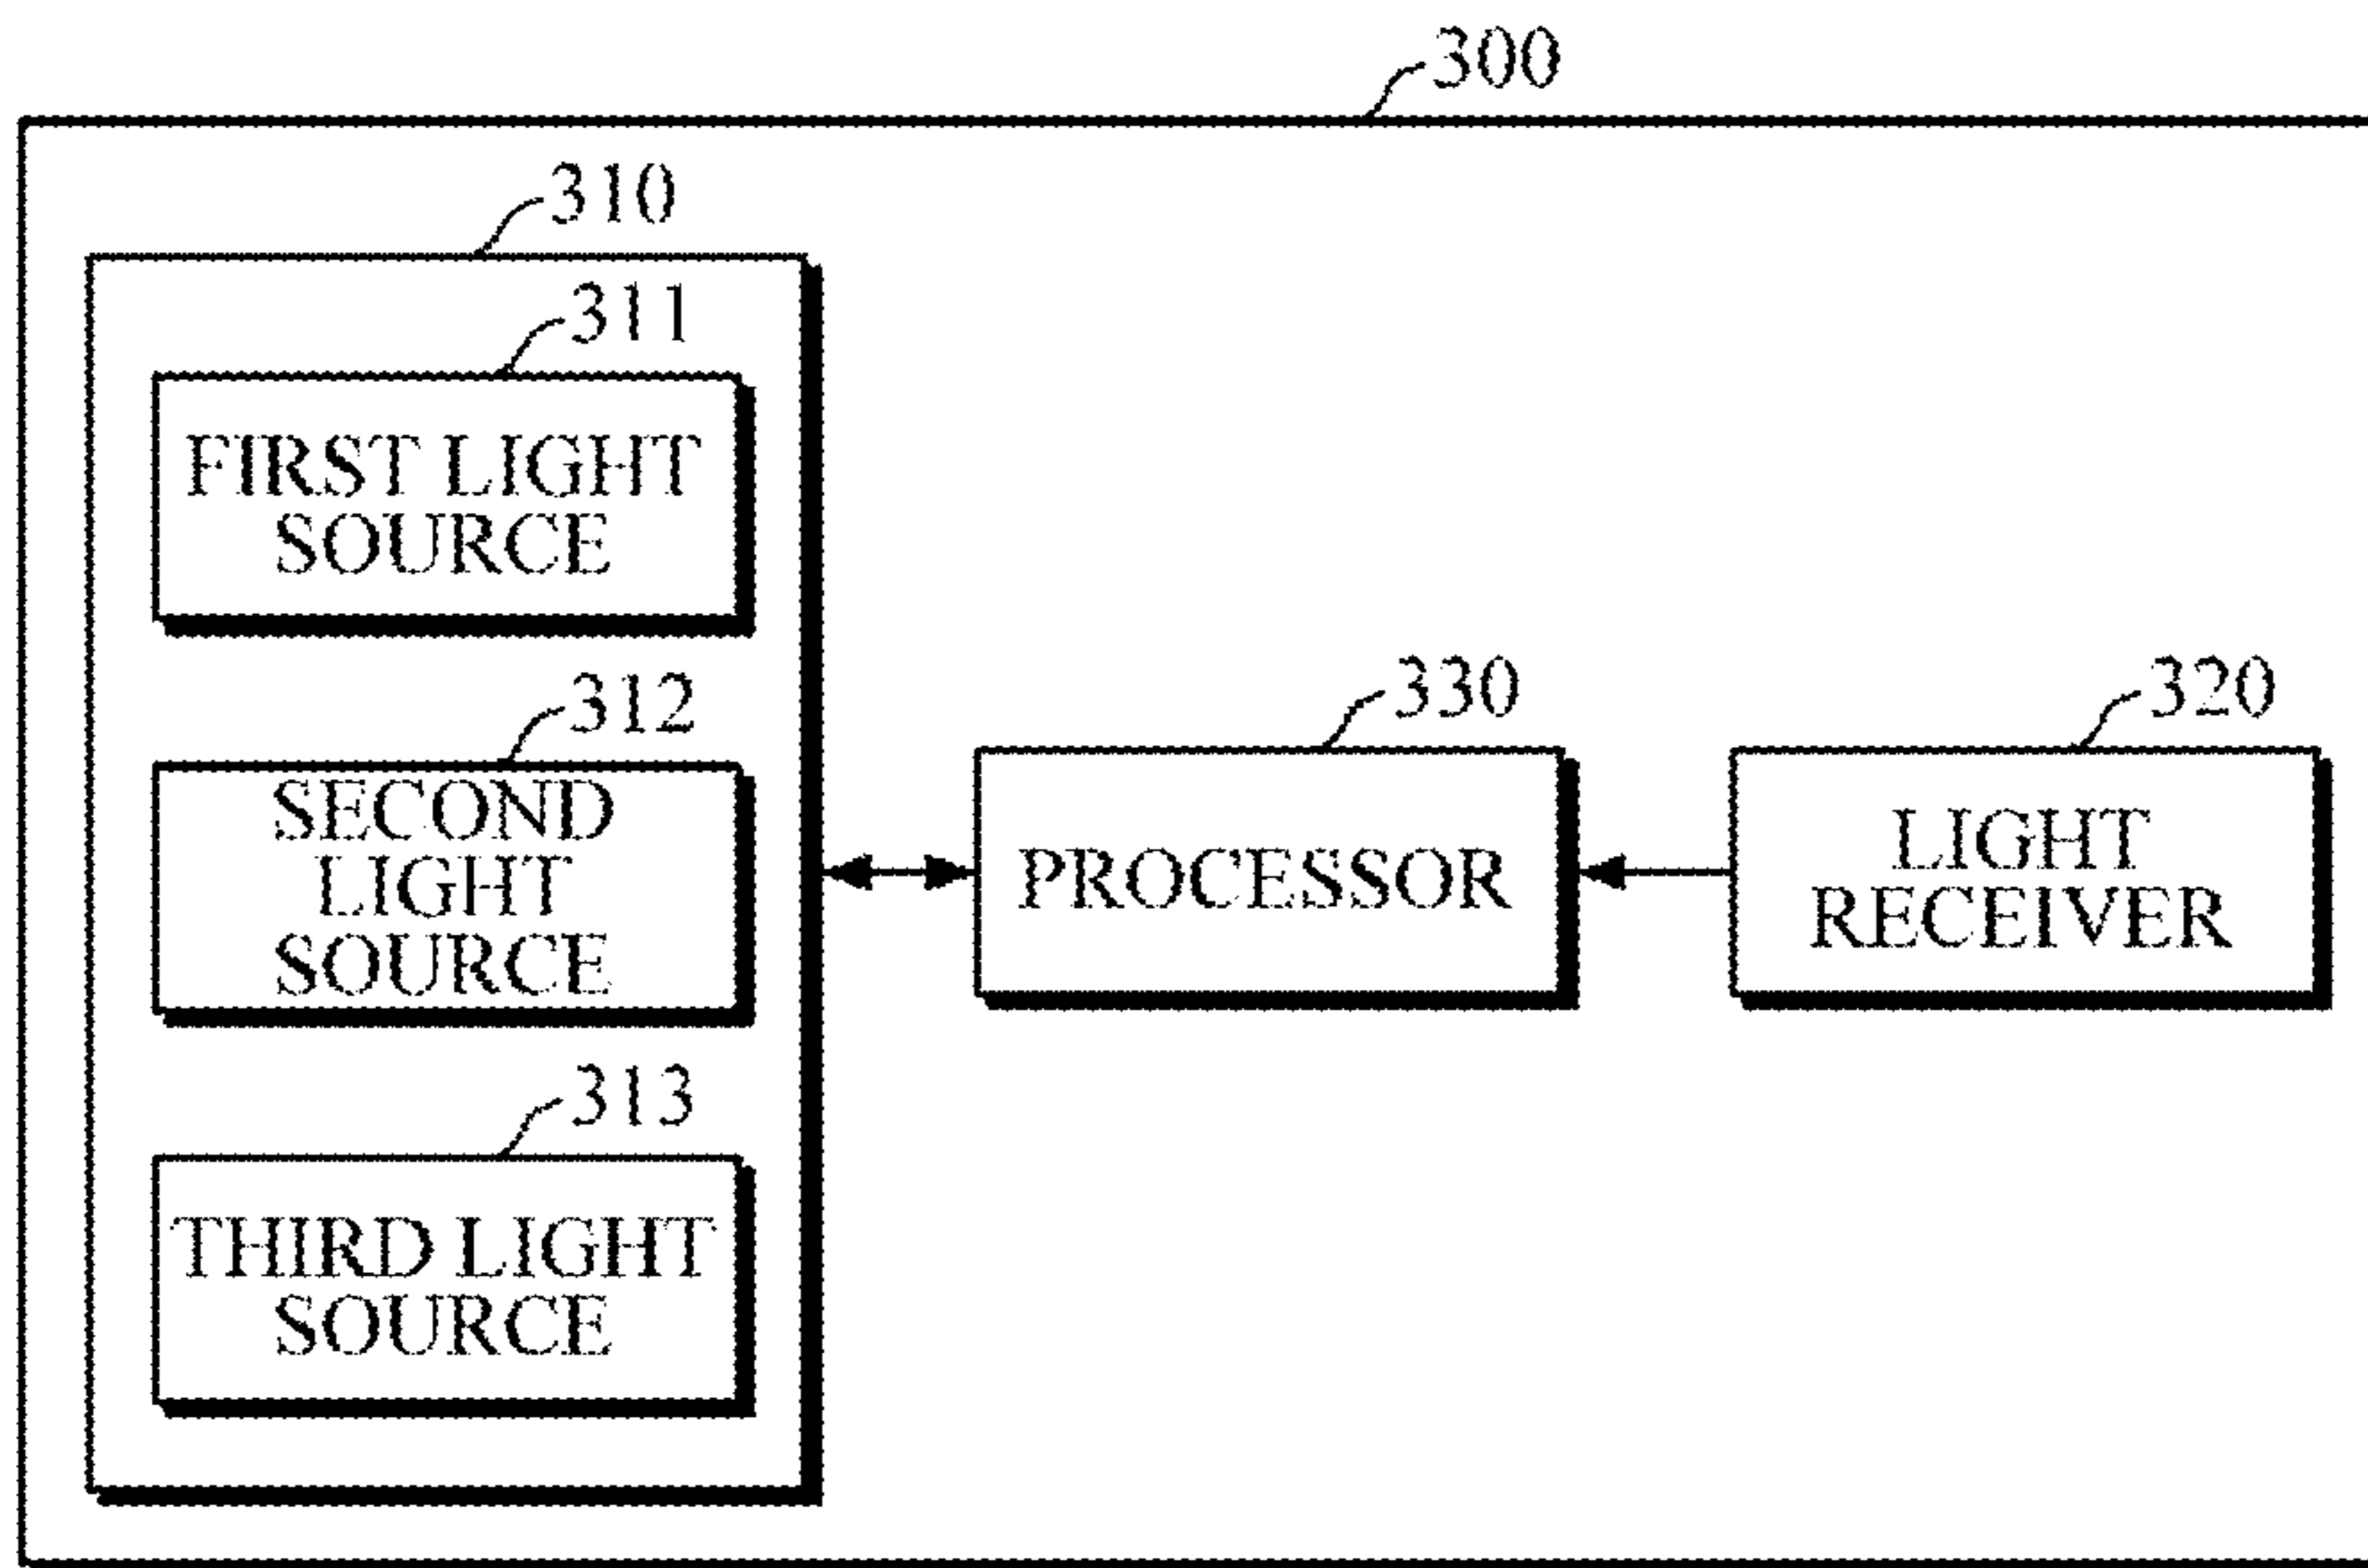 300
310
311
FIRST LIGHT
SOURCE
312
SECOND
LIGHT
SOURCE
313
THIRD LIGHT
SOURCE
330
PROCESSOR
320
LIGHT
RECEIVER